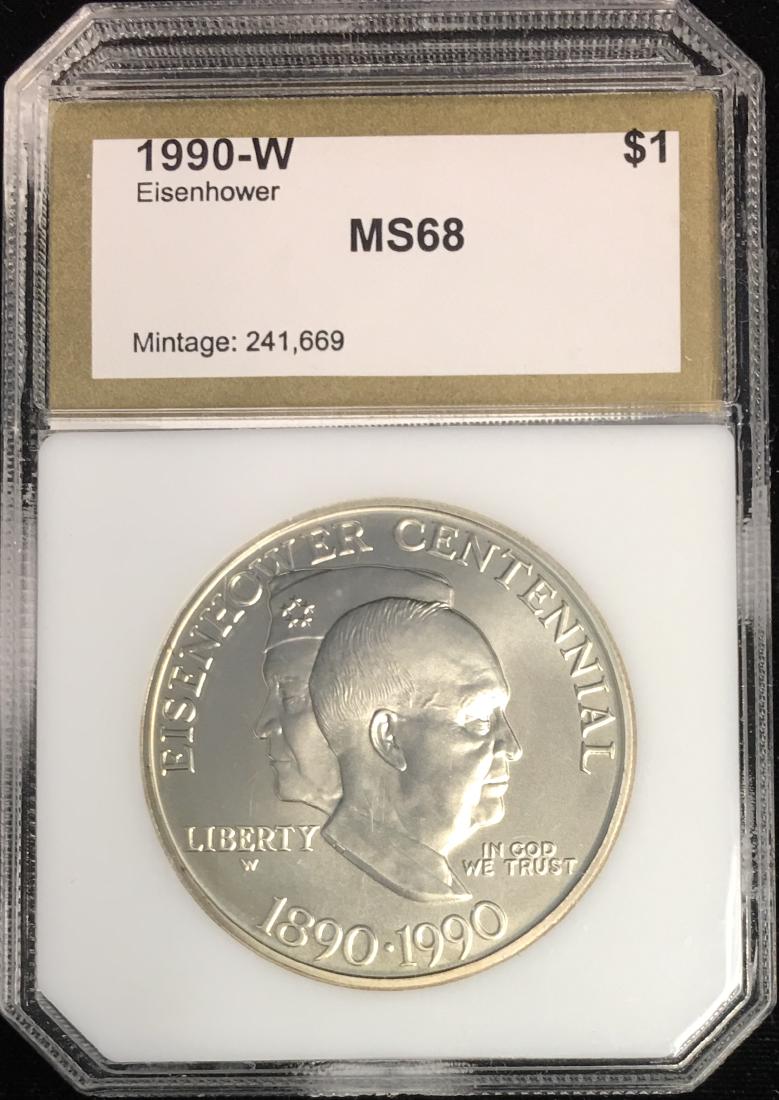 1990-W $1
Eisenhower
MS68
Mintage: 241,669
EISENHOWER CENTENNIAL
LIBERTY
W
IN GOD
WE TRUST
1890·1990